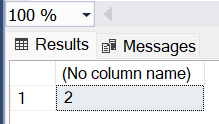 100 %
Results Messages
(No column name)
1 2